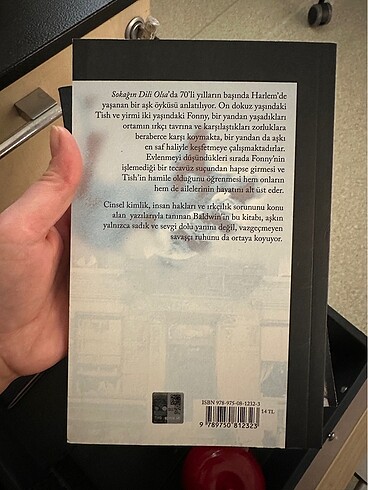 Sokağın Dili Olsa'da 70'li yılların başında Harlem'de
yaşanan bir aşk öyküsü anlatılıyor. On dokuz yaşındaki
Tish ve yirmi iki yaşındaki Fonny, bir yandan yaşadıkları
ortamın ırkçı tavrına ve karşılaştıkları zorluklara
beraberce karşı koymakta, bir yandan da aşkı
en saf haliyle keşfetmeye çalışmaktadırlar.
Evlenmeyi düşündükleri sırada Fonny'nin
işlemediği bir tecavüz suçundan hapse girmesi ve
Tish'in hamile olduğunu öğrenmesi hem onların
hem de ailelerinin hayatını alt üst eder.
Cinsel kimlik, insan hakları ve ırkçılık sorununu konu
alan yazılarıyla tanınan Baldwin'in bu kitabı, aşkın
yalnızca sadık ve sevgi dolu yanını değil, vazgeçmeyen
savaşçı ruhunu da ortaya koyuyor.
ISBN 978-975-08-1232-3
14 TL
9 789750 812323